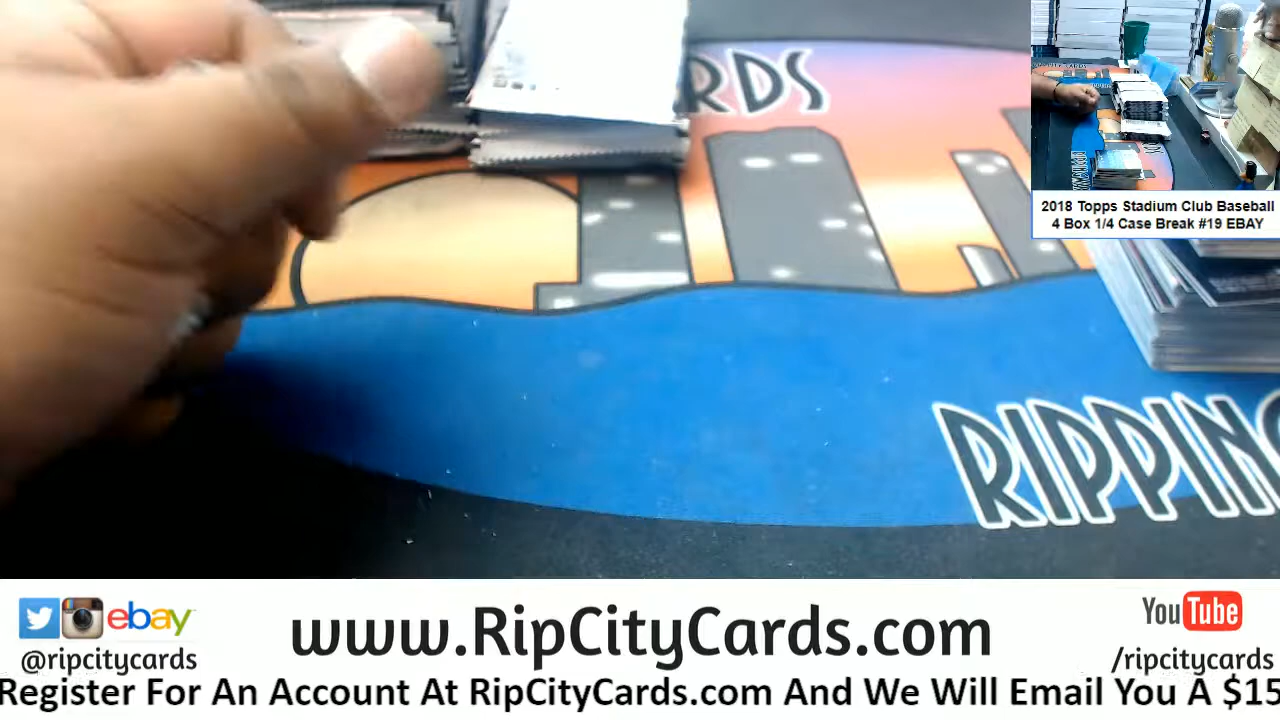 RDS
2018 Topps Stadium Club Baseball
4 Box 1/4 Case Break #19 EBAY
RIPPING
ebay
www.RipCityCards.com
YouTube
@ripcitycards
/ripcitycards
Register For An Account At RipCityCards.com And We Will Email You A $15